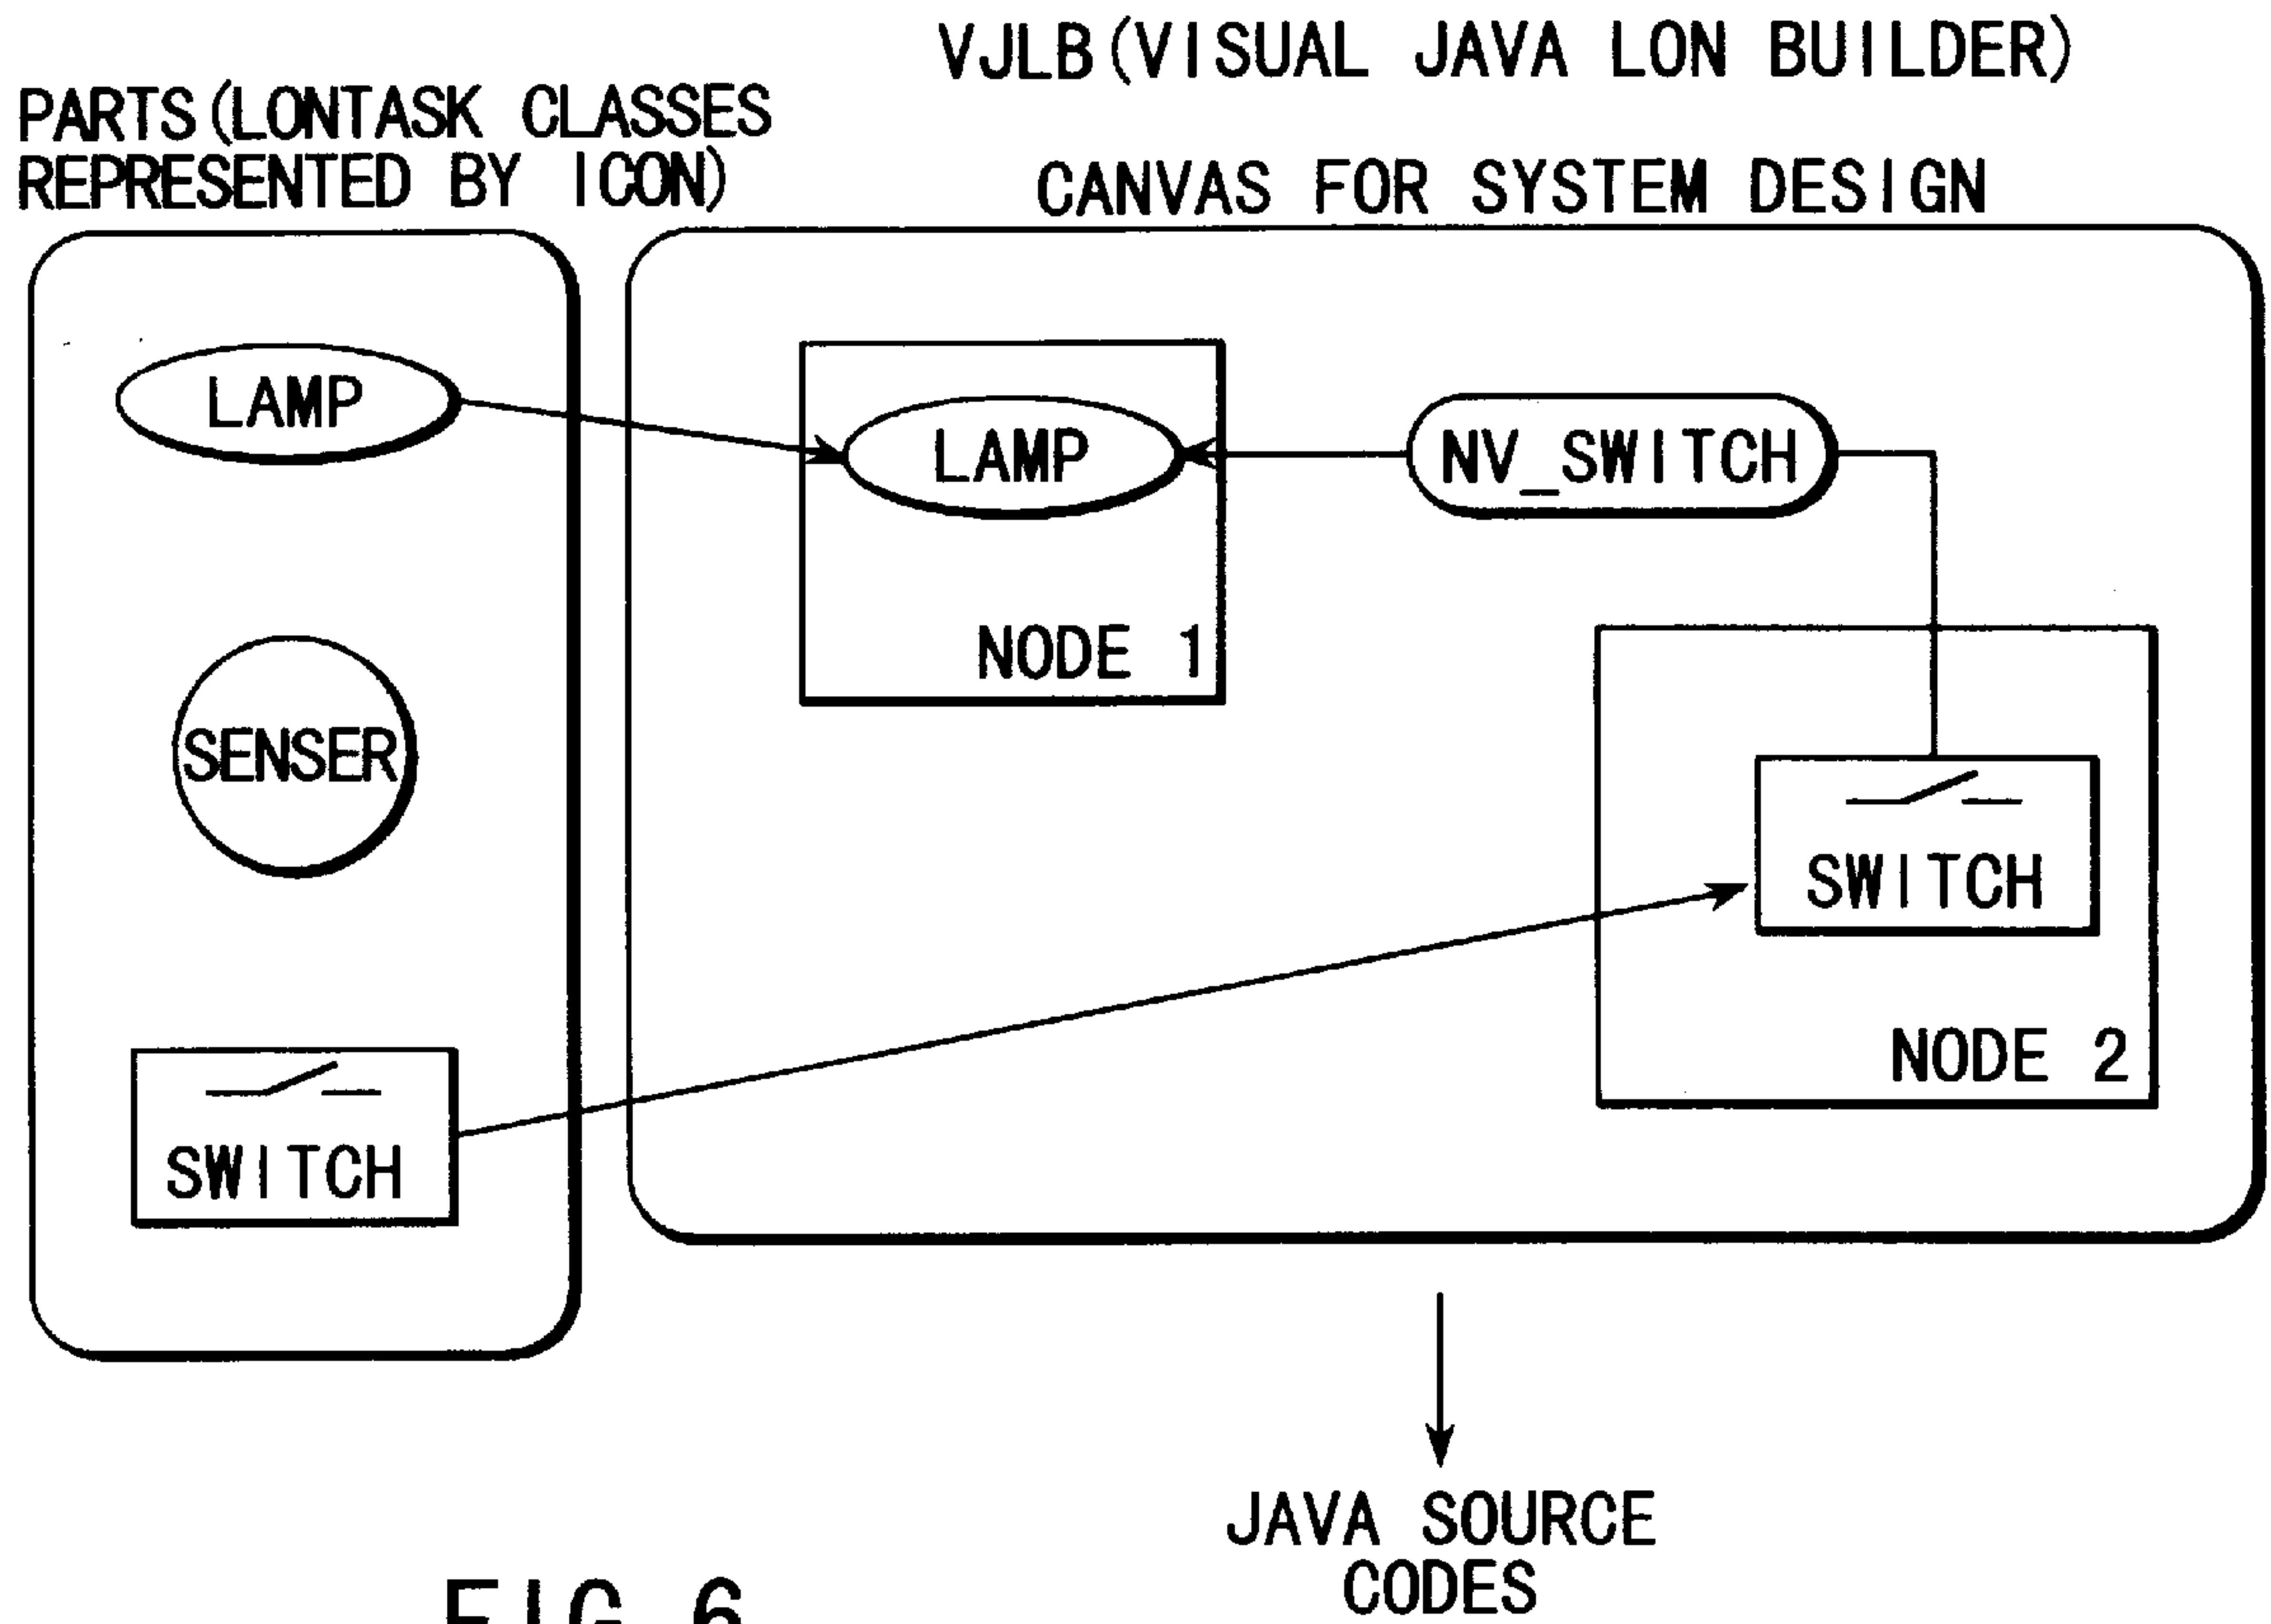 VJLB(VISUAL JAVA LON BUILDER)
PARTS(LONTASK CLASSES
REPRESENTED BY ICON)
CANVAS FOR SYSTEM DESIGN
LAMP
LAMP
NV_SWITCH
NODE 1
SENSER
SWITCH
NODE 2
SWITCH
JAVA SOURCE
CODES
FIG. 6